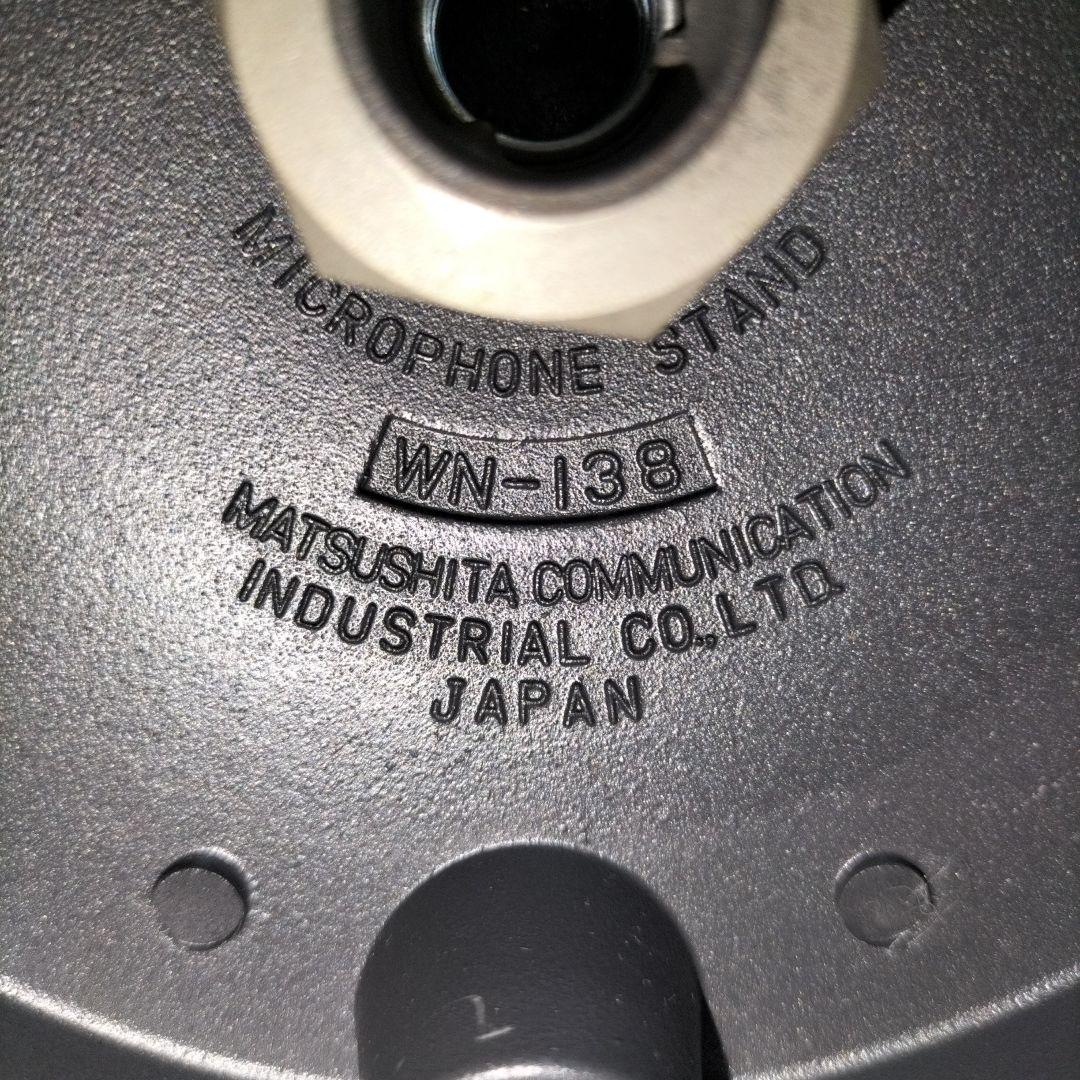 MICROPHONE STAND
WN-138
MATSUSHITA COMMUNICATION
INDUSTRIAL CO., LTD.
JAPAN